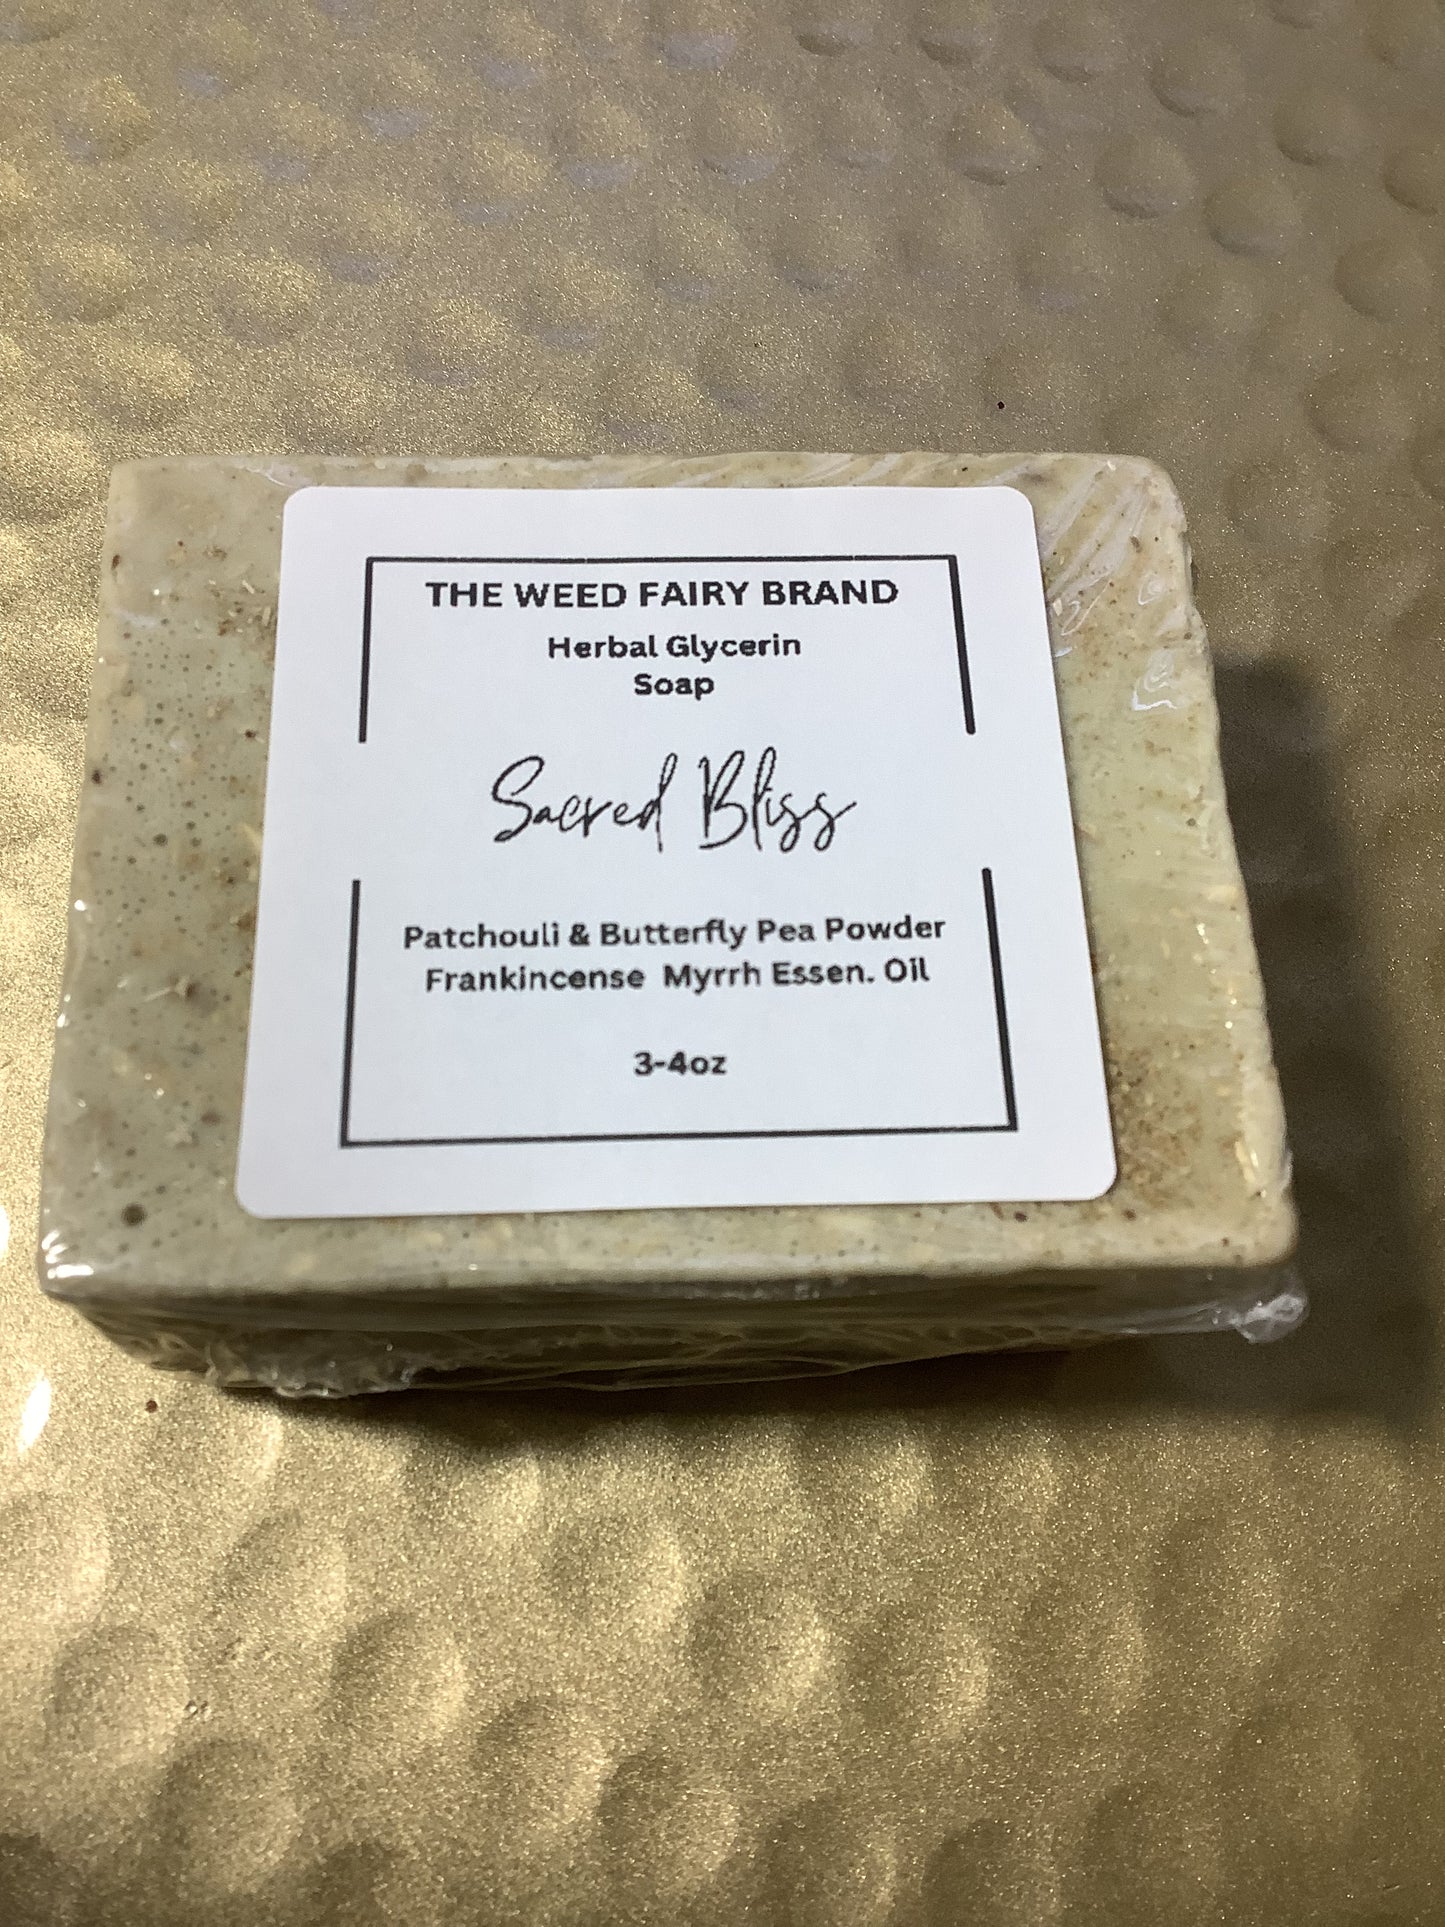 THE WEED FAIRY BRAND
Herbal Glycerin
Soap
Sacred Bliss
Patchouli & Butterfly Pea Powder
Frankincense Myrrh Essen. Oil
3-4oz